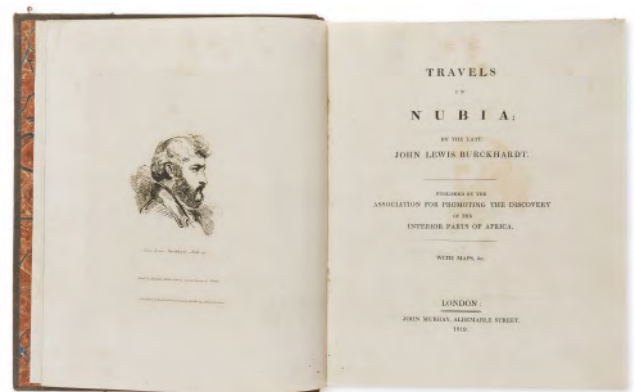 TRAVELS
IN
NUBIA;
BY THE LATE
JOHN LEWIS BURCKHARDT.
PUBLISHED BY THE
ASSOCIATION FOR PROMOTING THE DISCOVERY
OF THE
INTERIOR PARTS OF AFRICA.
WITH MAPS, &c.
LONDON:
JOHN MURRAY, ALBEMARLE STREET.
1819.